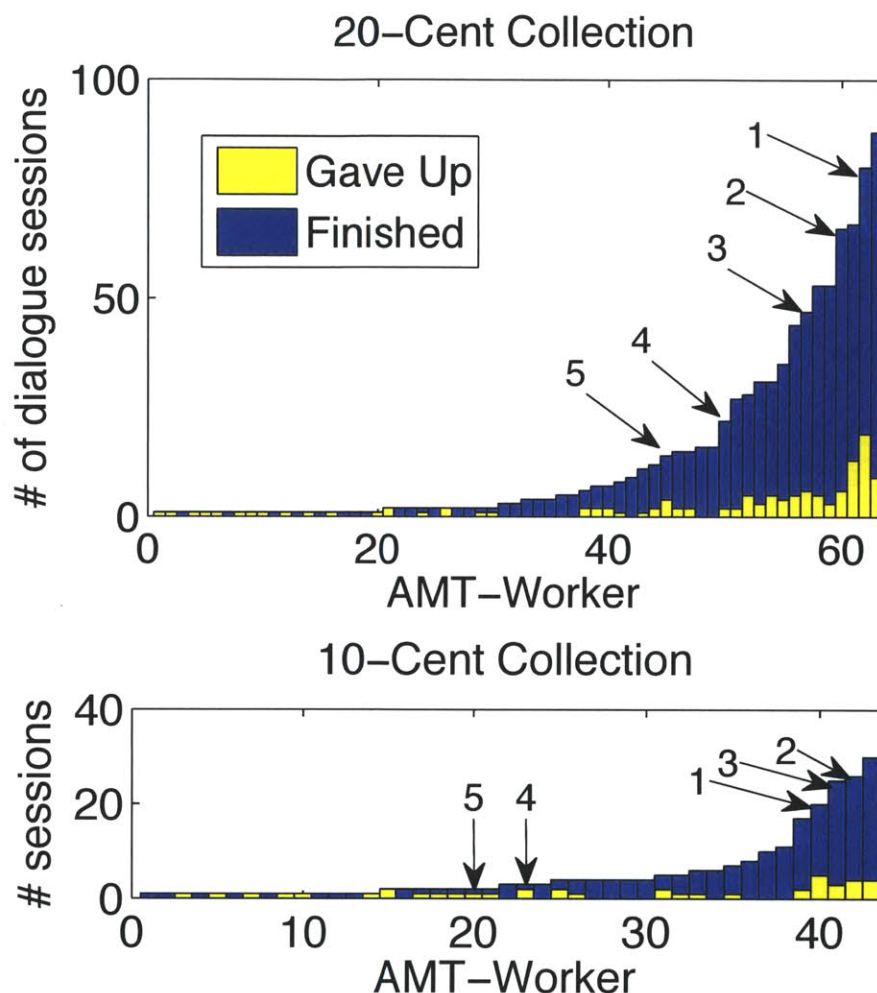 20-Cent Collection
100
50
0
# of dialogue sessions
Gave Up
Finished
1
2
3
4
5
0 20 40 60
AMT-Worker
10-Cent Collection
40
20
0
# sessions
5 4 1 3 2
0 10 20 30 40
AMT-Worker